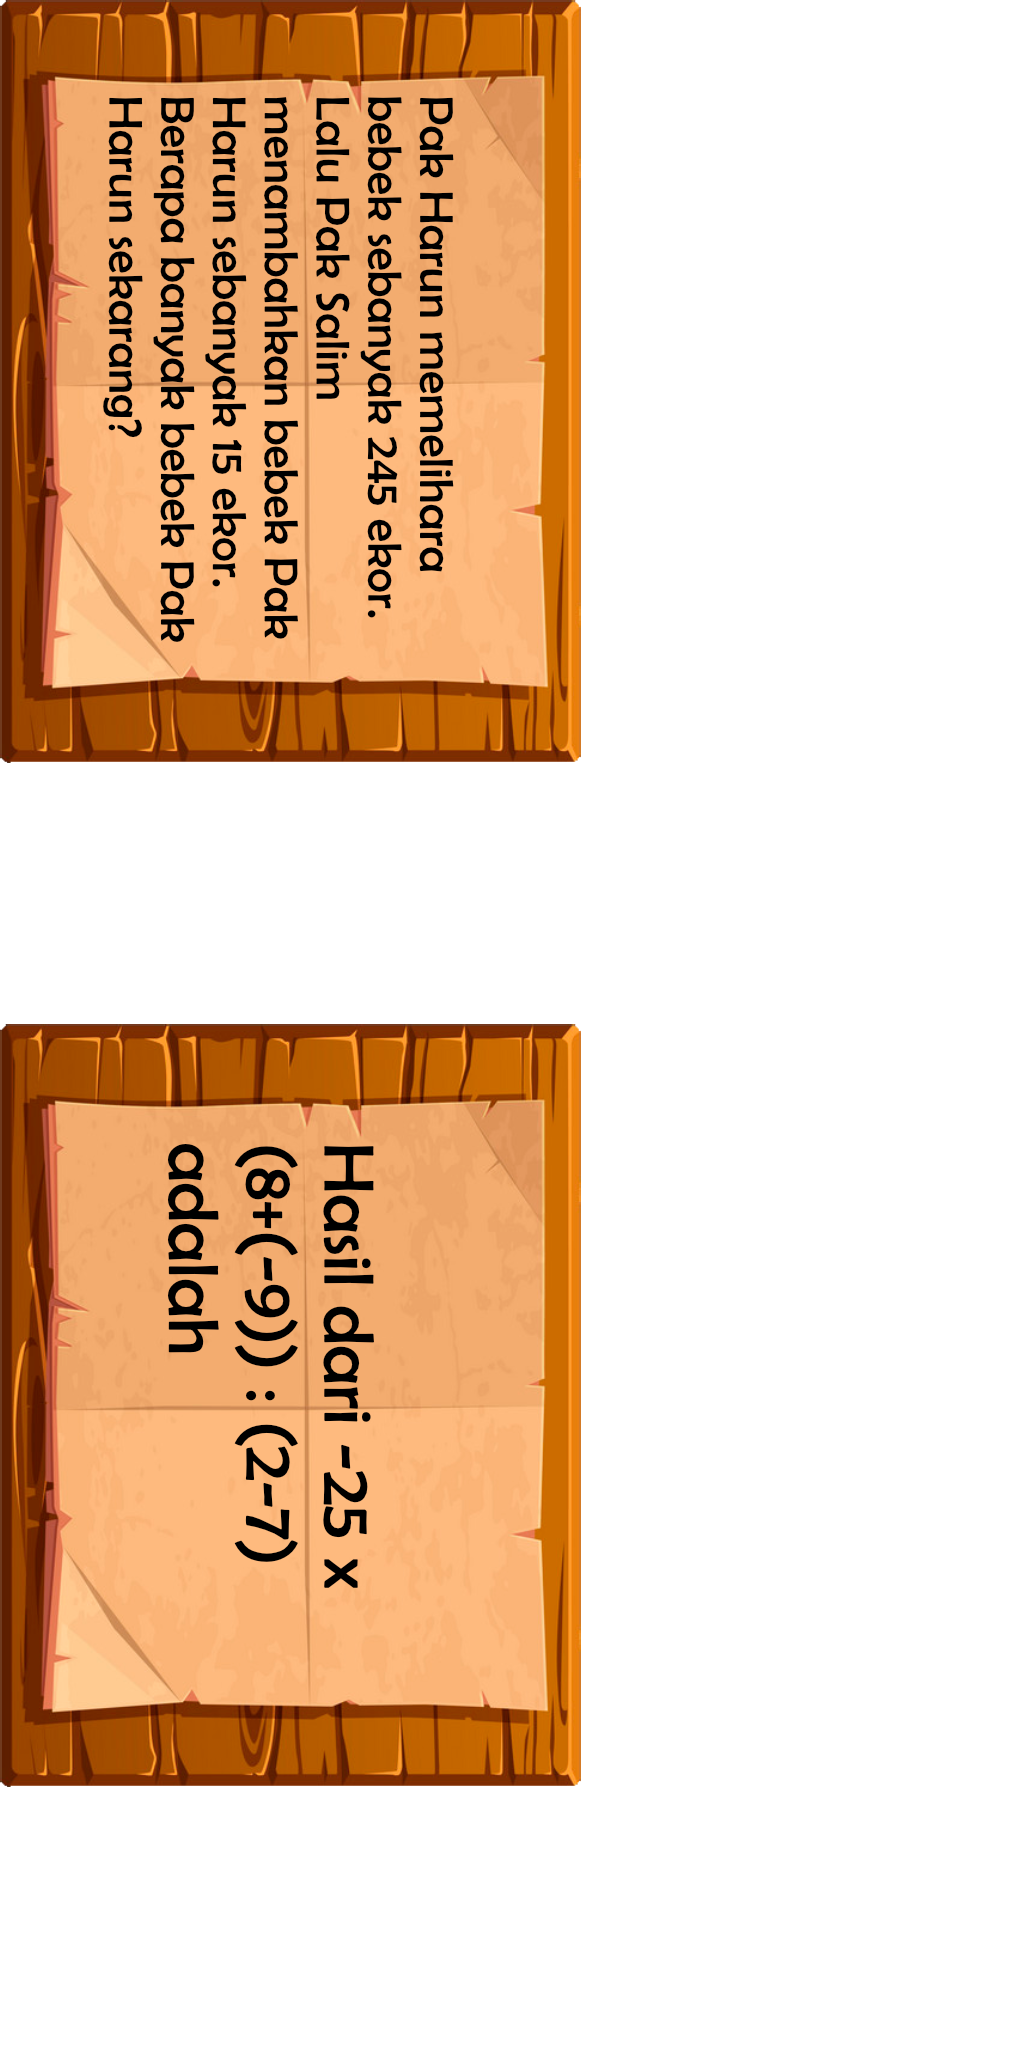 Pak Harun memelihara
bebek sebanyak 245 ekor.
Lalu Pak Salim
menambahkan bebek Pak
Harun sebanyak 15 ekor.
Berapa banyak bebek Pak
Harun sekarang?
Hasil dari -25 x
(8+(-9)) : (2-7)
adalah